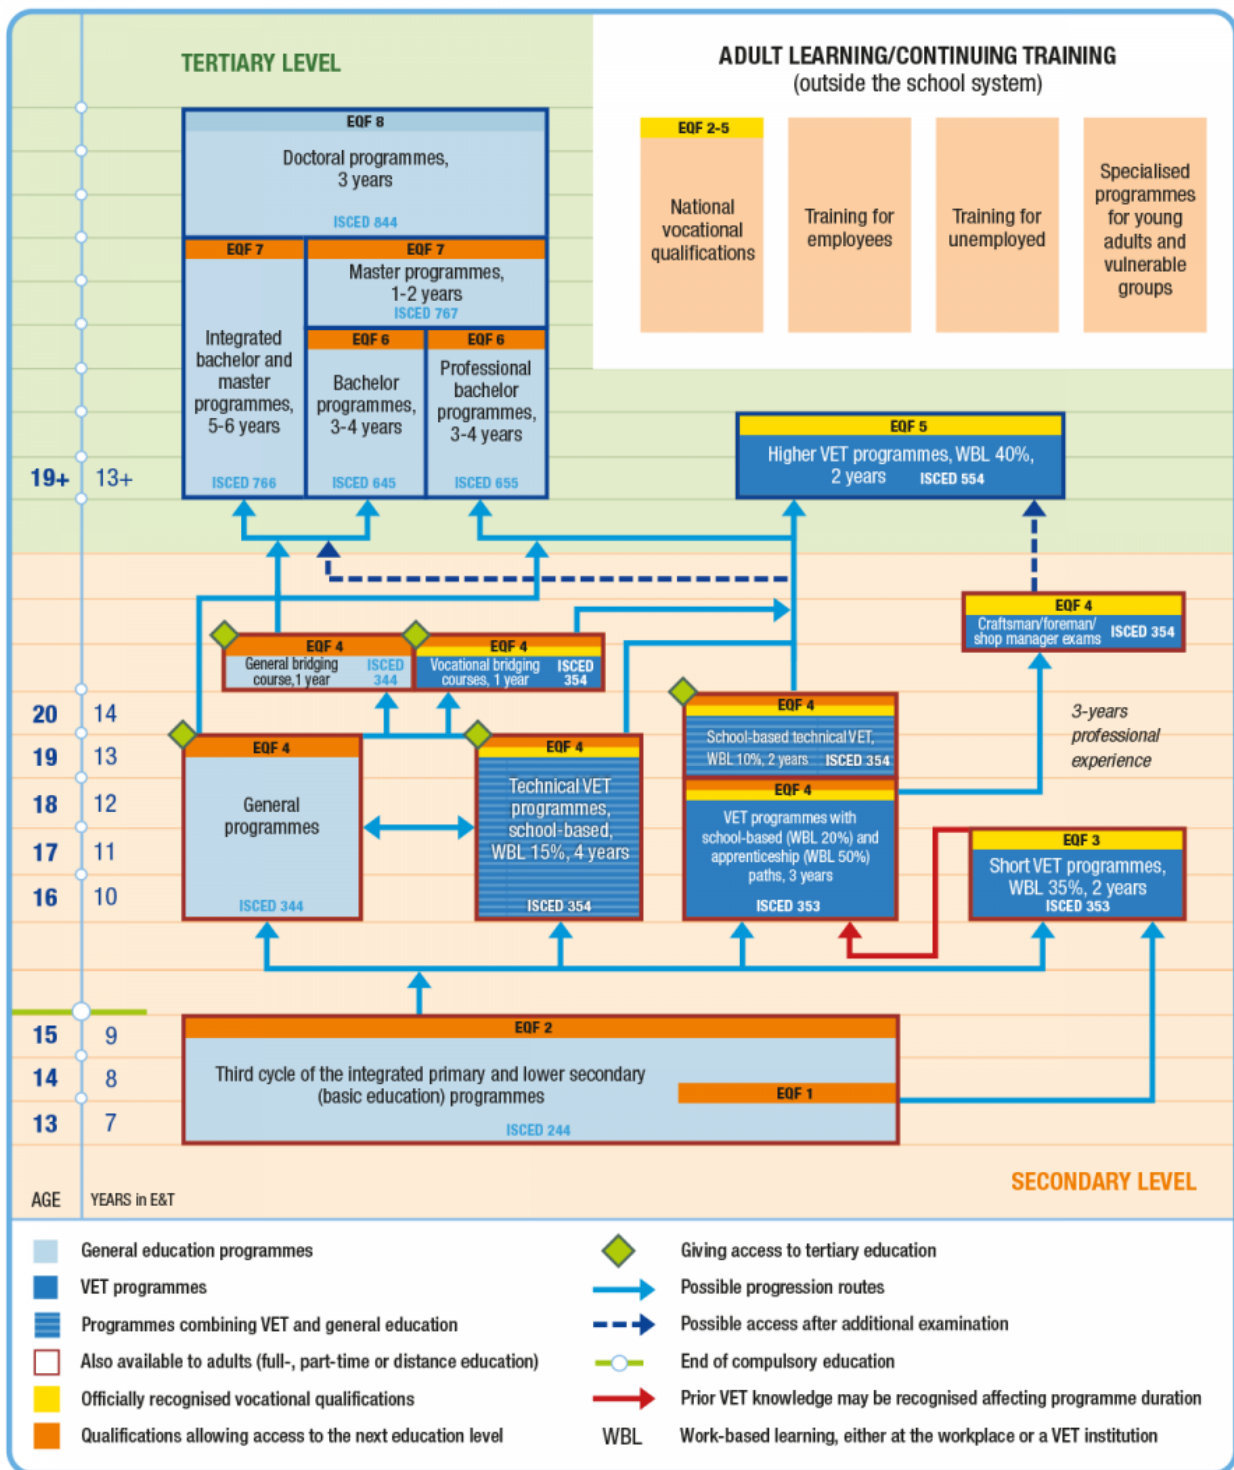 TERTIARY LEVEL
ADULT LEARNING/CONTINUING TRAINING
(outside the school system)
EQF 8
Doctoral programmes,
3 years
ISCED 844
EQF 2-5
National
vocational
qualifications
Training for
employees
Training for
unemployed
Specialised
programmes
for young
adults and
vulnerable
groups
EQF 7
Integrated
bachelor and
master
programmes,
5-6 years
ISCED 766
EQF 7
Master programmes,
1-2 years
ISCED 767
EQF 6
Bachelor
programmes,
3-4 years
ISCED 645
EQF 6
Professional
bachelor
programmes,
3-4 years
ISCED 655
EQF 5
Higher VET programmes, WBL 40%,
2 years ISCED 554
19+ 13+
EQF 4
General bridging
course,1 year
ISCED
344
EQF 4
Vocational bridging
courses, 1 year
ISCED
354
EQF 4
Craftsman/foreman/
shop manager exams
ISCED 354
20 14
19 13
18 12
17 11
16 10
EQF 4
General
programmes
ISCED 344
EQF 4
Technical VET
programmes,
school-based,
WBL 15%, 4 years
ISCED 354
EQF 4
School-based technical VET,
WBL 10%, 2 years ISCED 354
EQF 4
VET programmes with
school-based (WBL 20%) and
apprenticeship (WBL 50%)
paths, 3 years
ISCED 353
3-years
professional
experience
EQF 3
Short VET programmes,
WBL 35%, 2 years
ISCED 353
15 9
14 8
13 7
EQF 2
Third cycle of the integrated primary and lower secondary
(basic education) programmes
EQF 1
ISCED 244
SECONDARY LEVEL
AGE YEARS in E&T
General education programmes
VET programmes
Programmes combining VET and general education
Also available to adults (full-, part-time or distance education)
Officially recognised vocational qualifications
Qualifications allowing access to the next education level
Giving access to tertiary education
Possible progression routes
Possible access after additional examination
End of compulsory education
Prior VET knowledge may be recognised affecting programme duration
WBL Work-based learning, either at the workplace or a VET institution